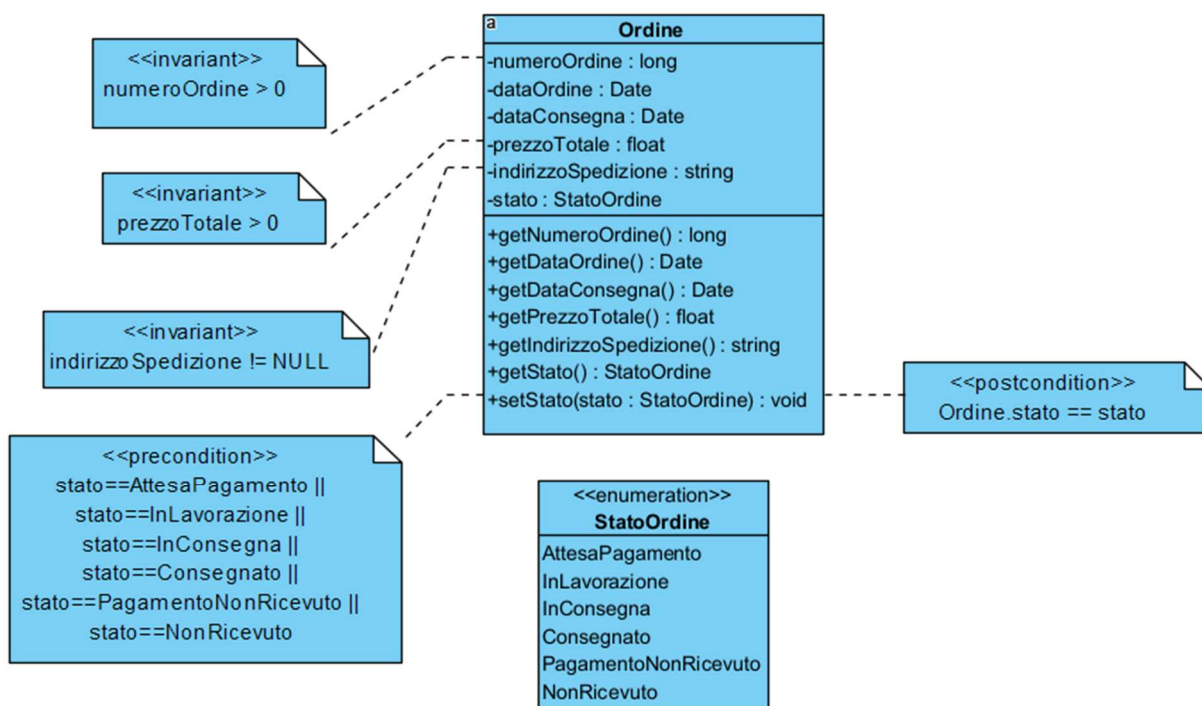 <<invariant>>
numeroOrdine > 0
<<invariant>>
prezzoTotale > 0
<<invariant>>
indirizzoSpedizione != NULL
<<precondition>>
stato==AttesaPagamento ||
stato==InLavorazione ||
stato==InConsegna ||
stato==Consegnato ||
stato==PagamentoNonRicevuto ||
stato==NonRicevuto
a
Ordine
-numeroOrdine : long
-dataOrdine : Date
-dataConsegna : Date
-prezzoTotale : float
-indirizzoSpedizione : string
-stato : StatoOrdine
+getNumeroOrdine() : long
+getDataOrdine() : Date
+getDataConsegna() : Date
+getPrezzoTotale() : float
+getIndirizzoSpedizione() : string
+getStato() : StatoOrdine
+setStato(stato : StatoOrdine) : void
<<postcondition>>
Ordine.stato == stato
<<enumeration>>
StatoOrdine
AttesaPagamento
InLavorazione
InConsegna
Consegnato
PagamentoNonRicevuto
NonRicevuto